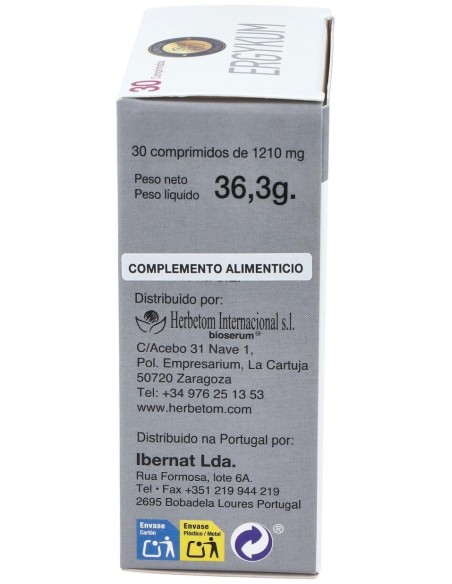 ERGYKUM
30 Comprimidos
30 comprimidos de 1210 mg
Peso neto
Peso líquido 36,3g.
COMPLEMENTO ALIMENTICIO
Distribuido por:
Herbetom Internacional s.l.
bioserum®
C/Acebo 31 Nave 1,
Pol. Empresarium, La Cartuja
50720 Zaragoza
Tel: +34 976 25 13 53
www.herbetom.com
Distribuido na Portugal por:
Ibernat Lda.
Rua Formosa, lote 6A.
Tel • Fax +351 219 944 219
2695 Bobadela Loures Portugal
Envase
Cartón
Envase
Plástico / Metal
®